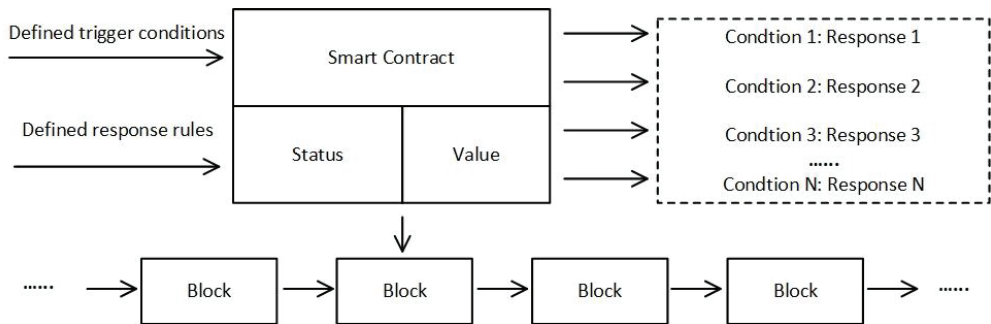 Defined trigger conditions
Smart Contract
Defined response rules
Status
Value
Condtion 1: Response 1
Condtion 2: Response 2
Condtion 3: Response 3
......
Condtion N: Response N
...... Block Block Block Block ......